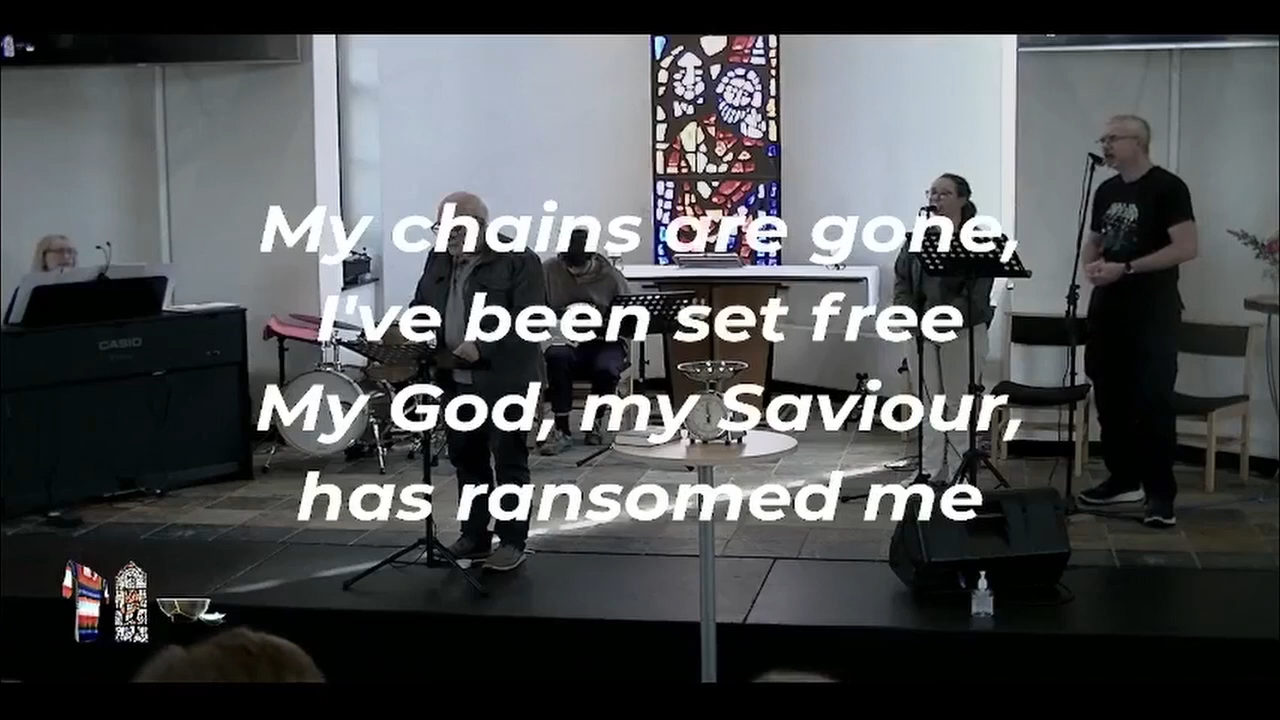 My chains are gone,
I've been set free
My God, my Saviour,
has ransomed me
CASIO